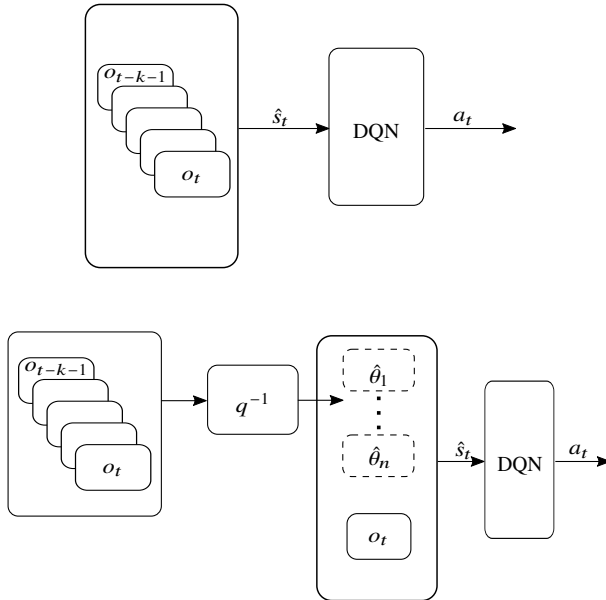 o_{t−k−1}
o_t
ŝ_t
DQN
a_t
o_{t−k−1}
o_t
q^{−1}
θ̂_1
θ̂_n
o_t
ŝ_t
DQN
a_t